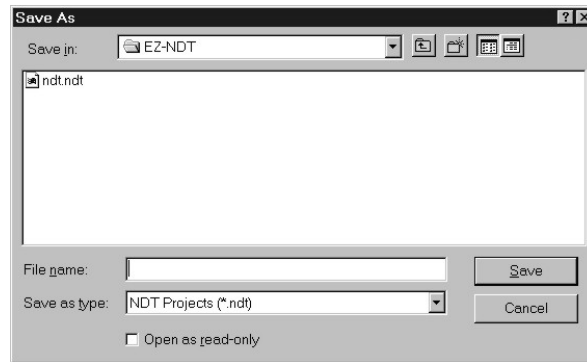 Save As
Save in:
EZ-NDT
ndt.ndt
File name:
Save
Save as type:
NDT Projects (*.ndt)
Cancel
Open as read-only